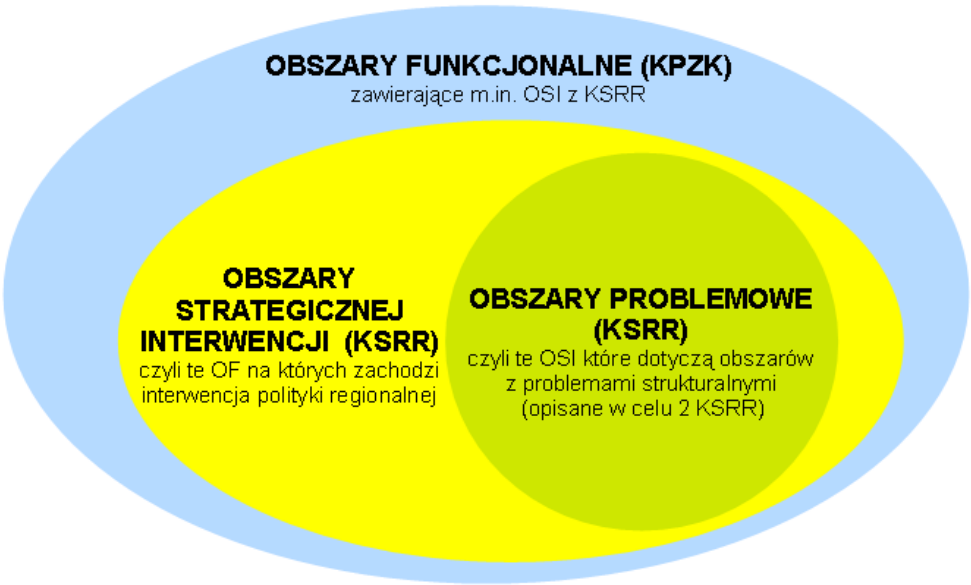 OBSZARY FUNKCJONALNE (KPZK)
zawierające m.in. OSI z KSRR
OBSZARY
STRATEGICZNEJ
INTERWENCJI (KSRR)
czyli te OF na których zachodzi
interwencja polityki regionalnej
OBSZARY PROBLEMOWE
(KSRR)
czyli te OSI które dotyczą obszarów
z problemami strukturalnymi
(opisane w celu 2 KSRR)